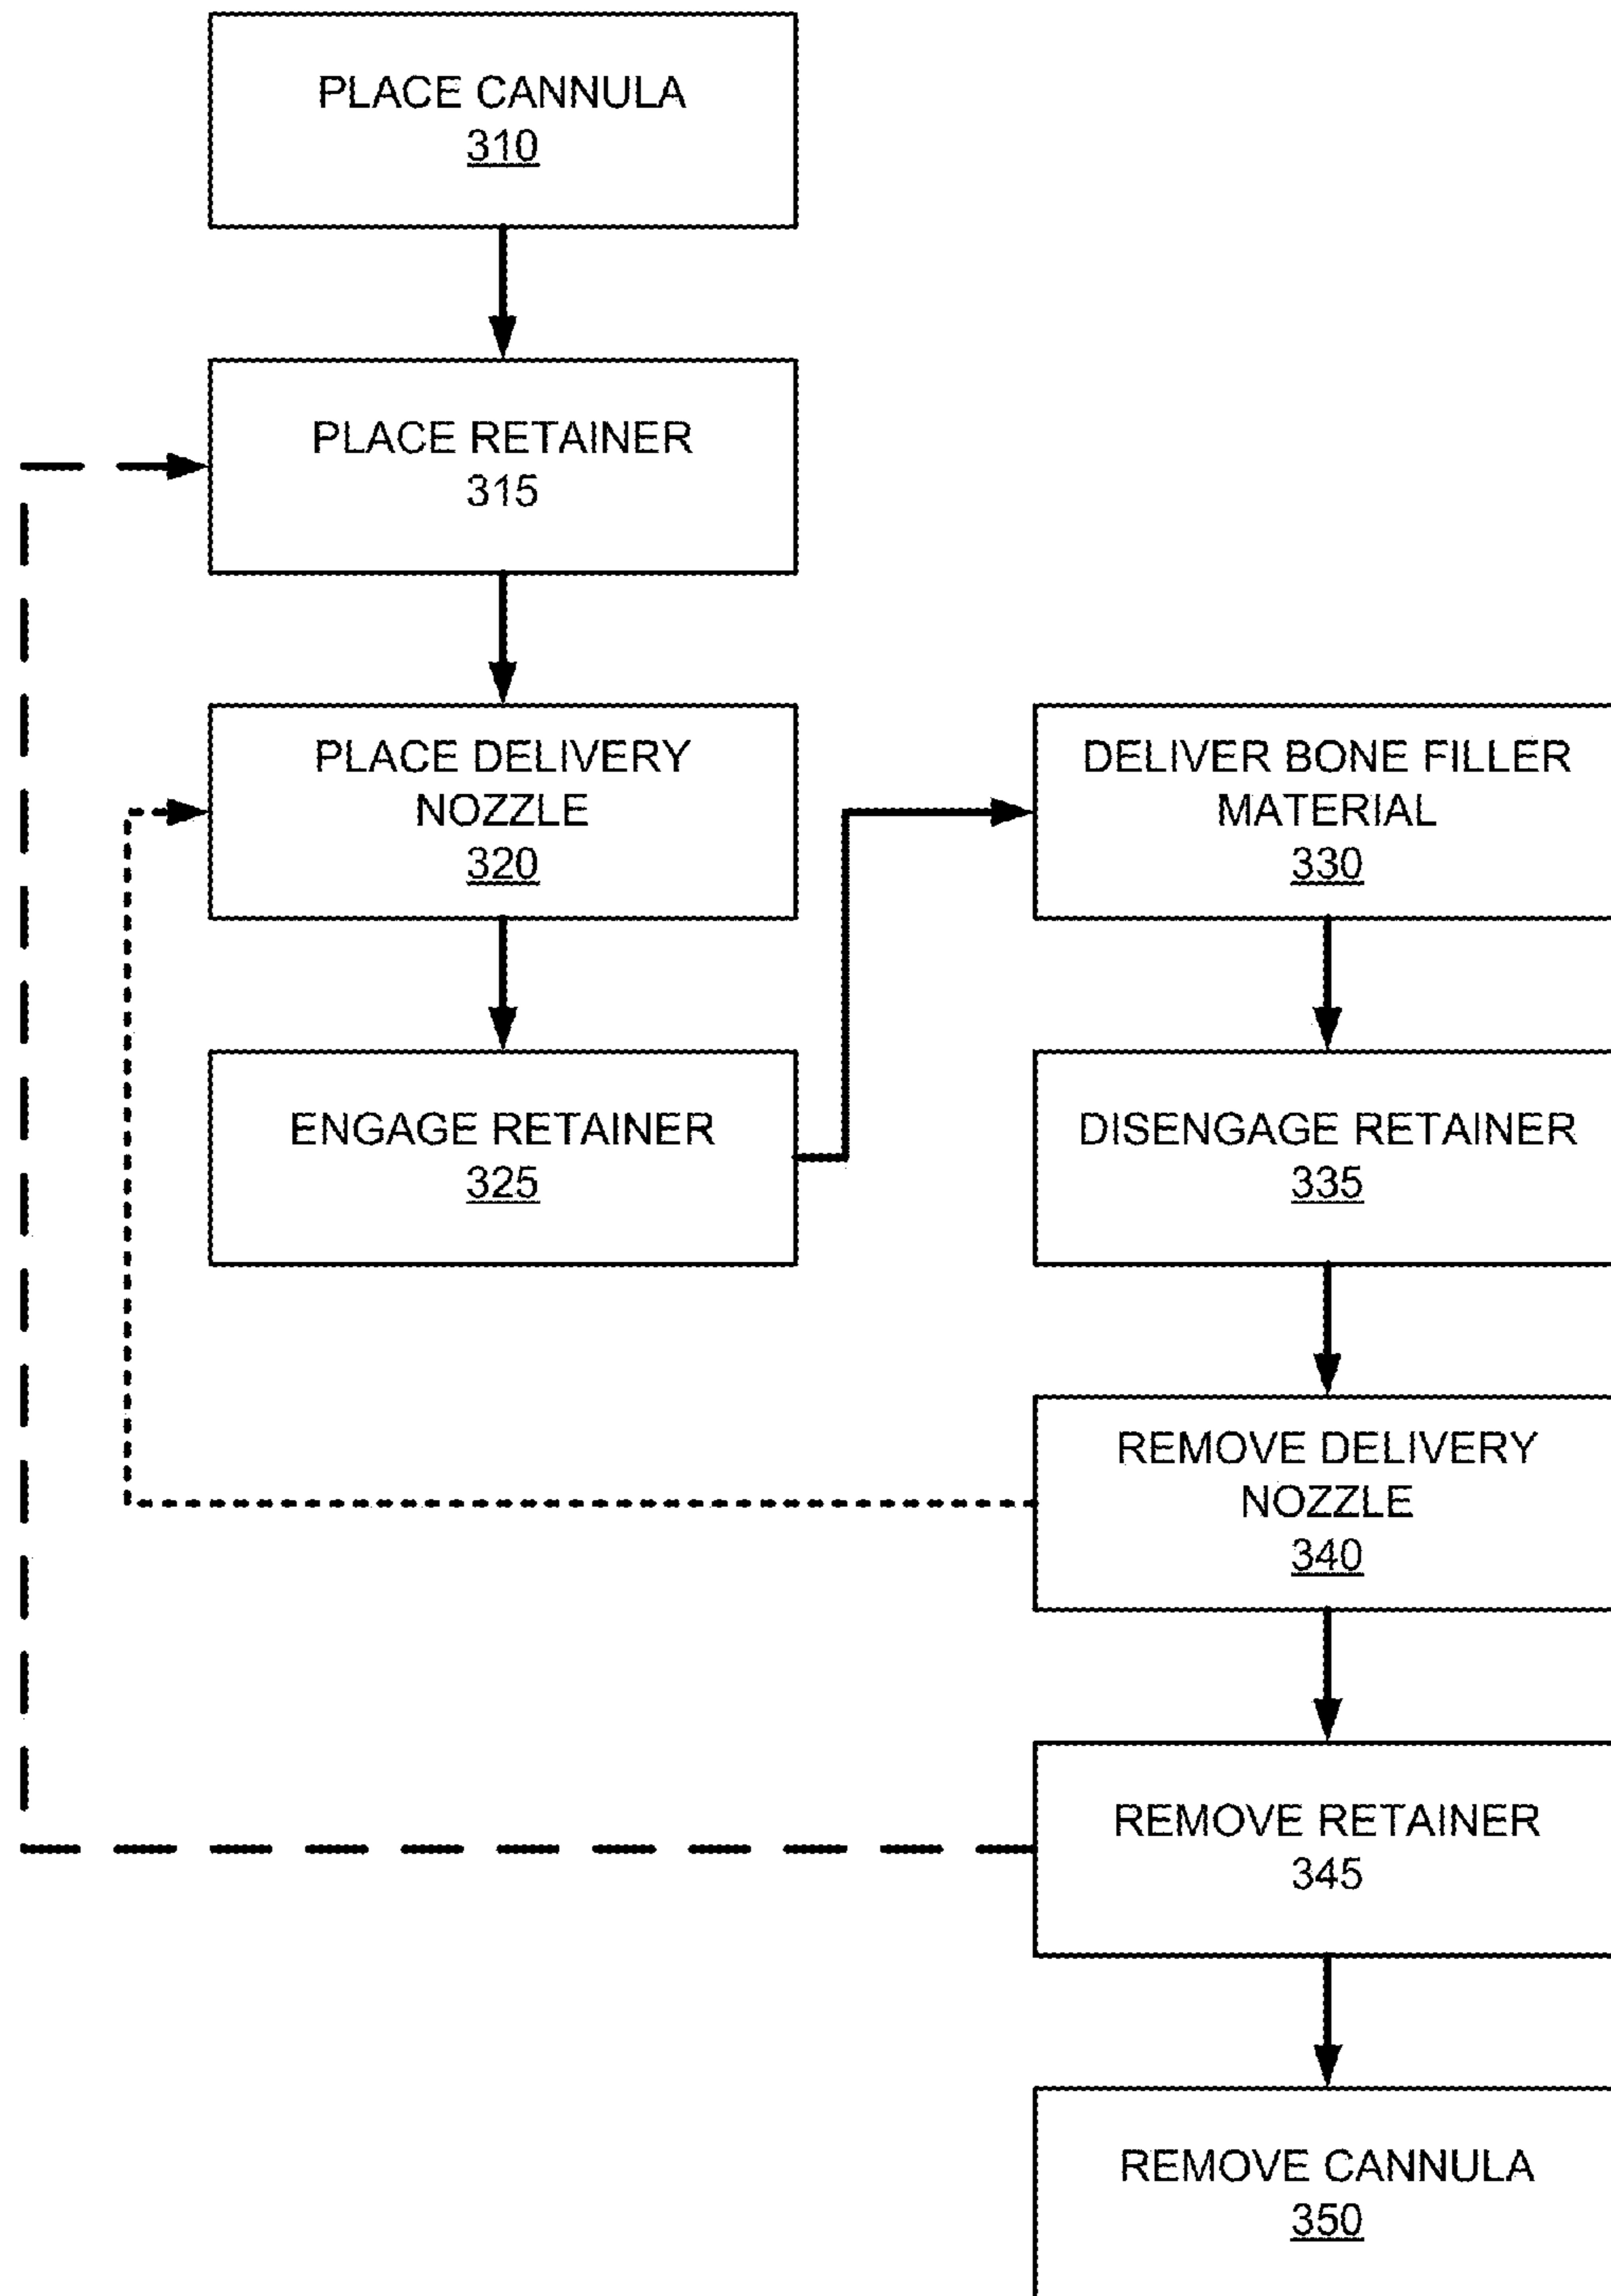 PLACE CANNULA
310
PLACE RETAINER
315
PLACE DELIVERY
NOZZLE
320
ENGAGE RETAINER
325
DELIVER BONE FILLER
MATERIAL
330
DISENGAGE RETAINER
335
REMOVE DELIVERY
NOZZLE
340
REMOVE RETAINER
345
REMOVE CANNULA
350